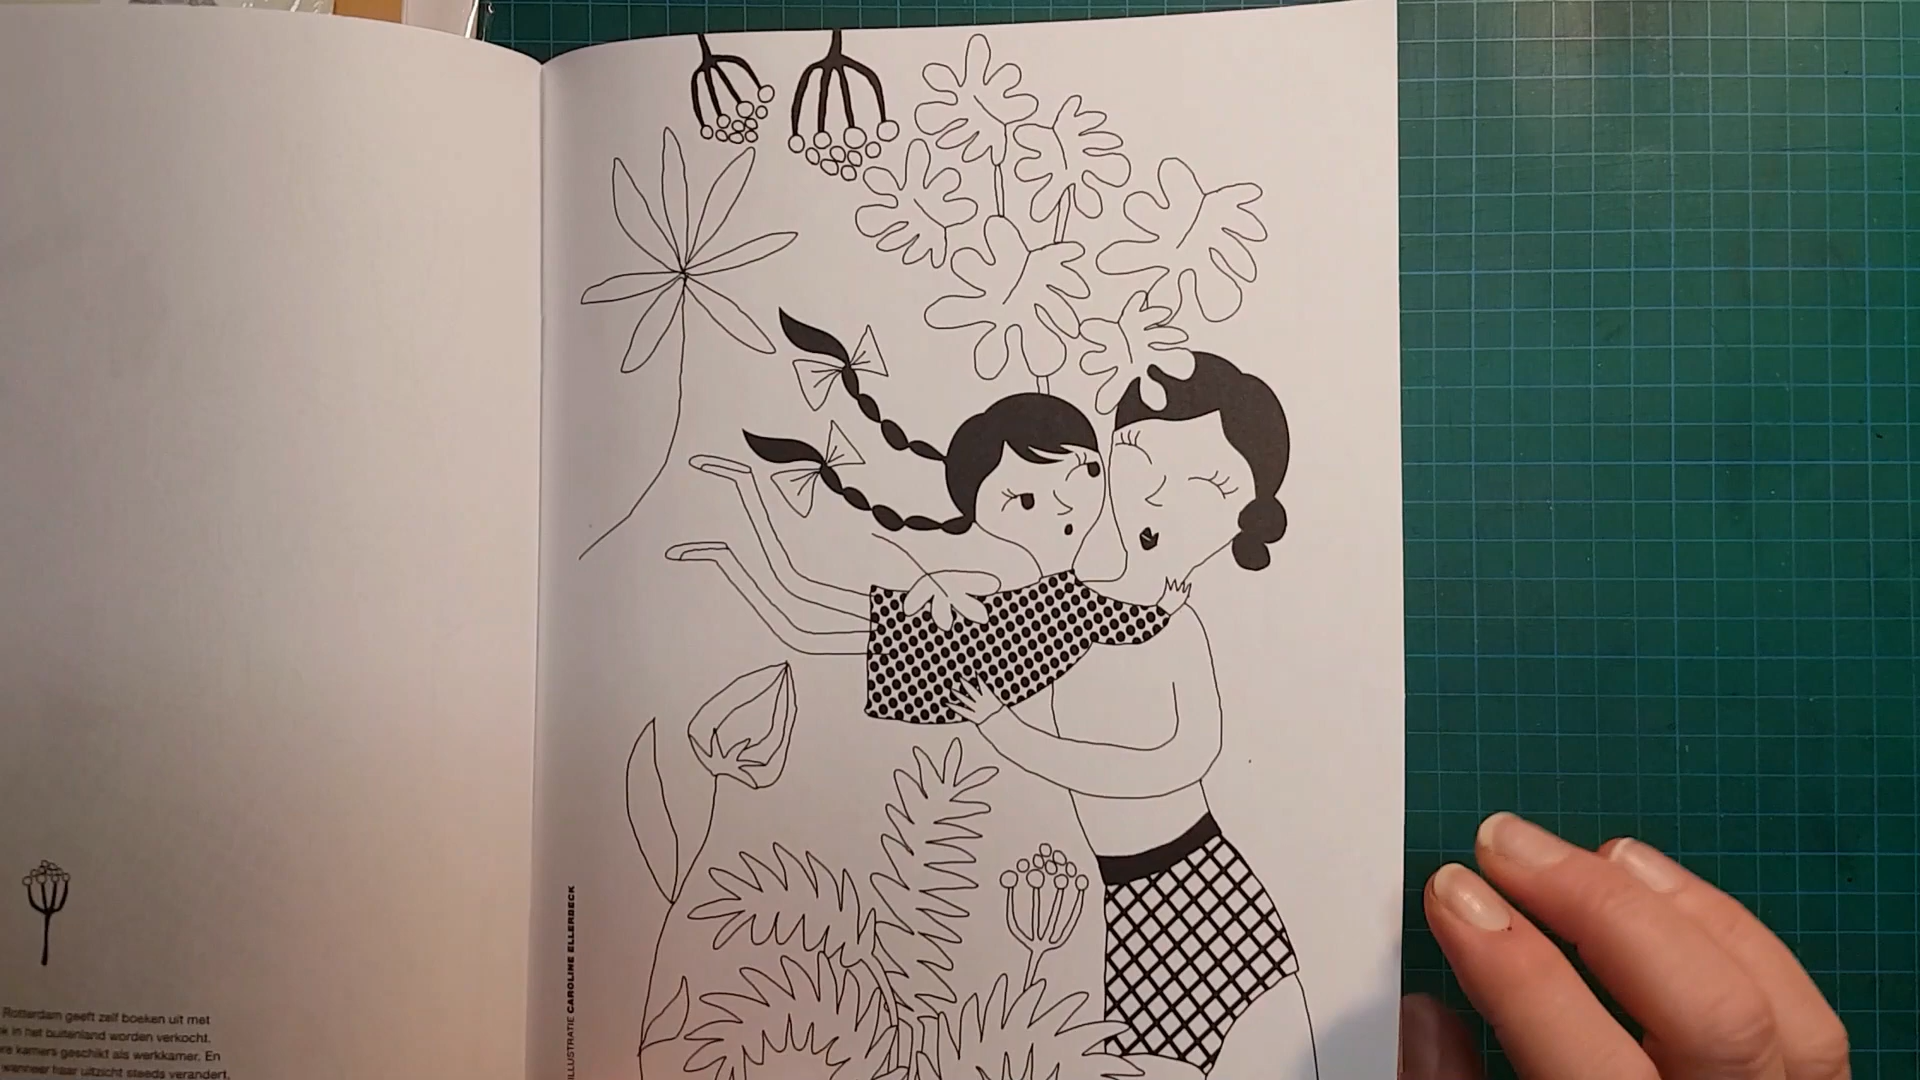 Rotterdam geeft zelf boeken uit met
in het buitenland worden verkocht.
kamers geschikt als werkkamer. En
wanneer haar uitzicht steeds verandert.
ILLUSTRATIE CAROLINE ELLERBECK